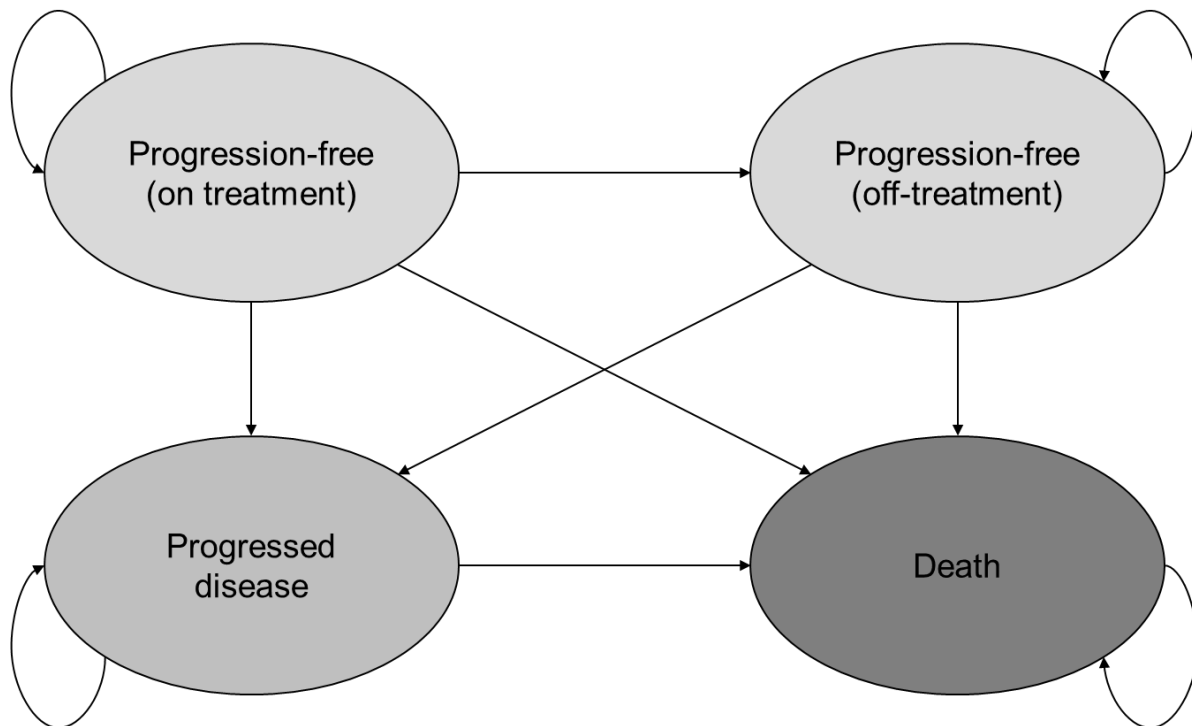 Progression-free
(on treatment)
Progression-free
(off-treatment)
Progressed
disease
Death